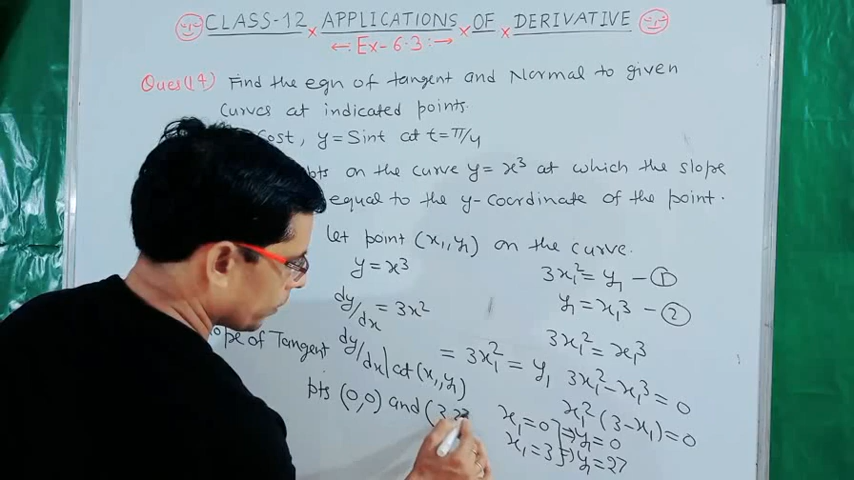 CLASS-12 × APPLICATIONS × OF × DERIVATIVE
←: Ex-6.3 :→
Ques(14) Find the eqn of tangent and Normal to given
curves at indicated points.
Cost, y=Sint at t=π/4
pts on the curve y= x³ at which the slope
equal to the y-coordinate of the point.
let point (x₁,y₁) on the curve.
y=x³
dy/dx = 3x²
slope of Tangent dy/dx]at (x₁,y₁) = 3x₁² = y₁
pts (0,0) and (3,27
3x₁² = y₁ - ①
y₁ = x₁³ - ②
3x₁² = x₁³
3x₁² - x₁³ = 0
x₁² (3-x₁) = 0
x₁=0 ⇒ y₁=0
x₁=3 ⇒ y₁=27